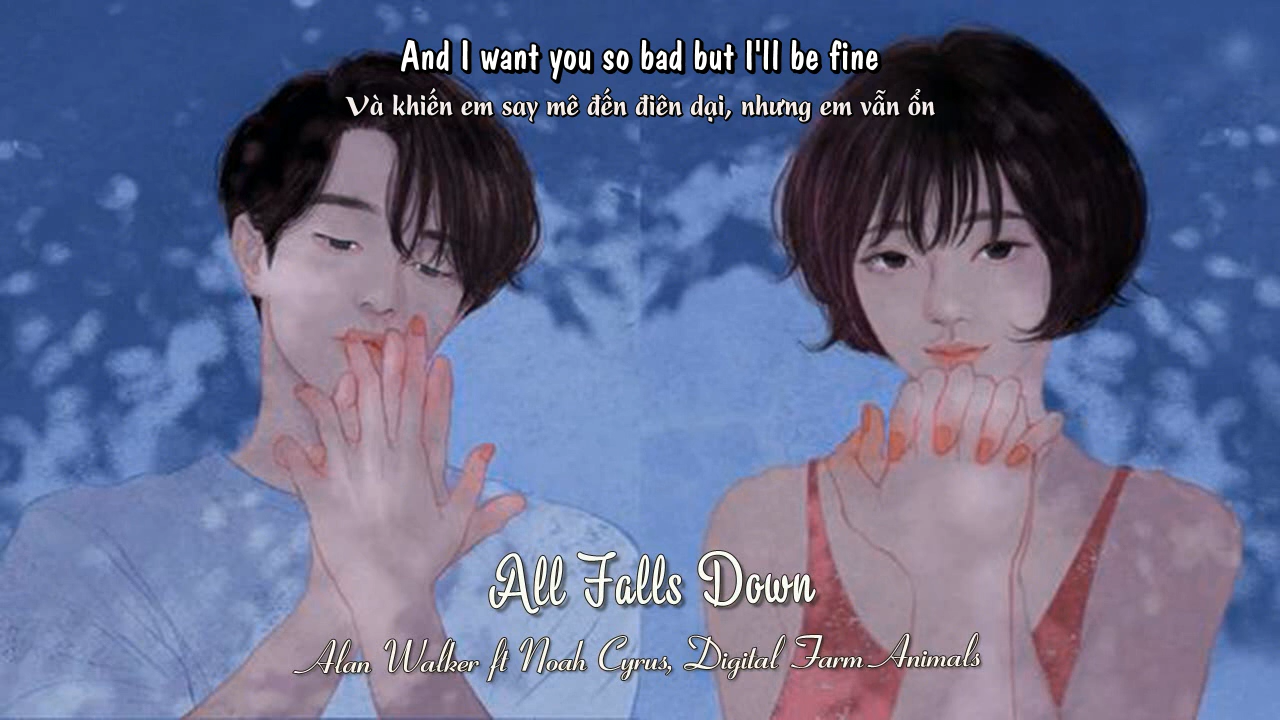 And I want you so bad but I'll be fine
Và khiến em say mê đến điên dại, nhưng em vẫn ổn
All Falls Down
Alan Walker ft Noah Cyrus, Digital Farm Animals